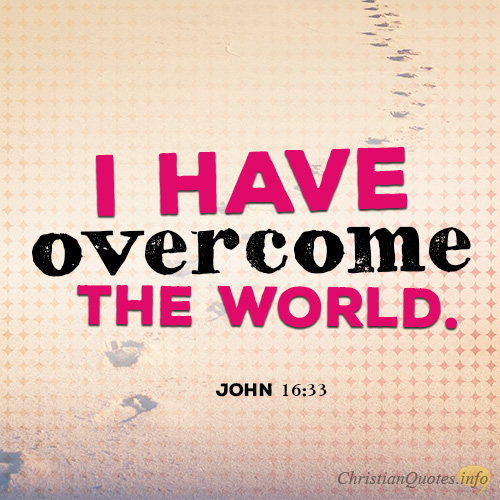 I HAVE
overcome
THE WORLD.
JOHN 16:33
ChristianQuotes.info